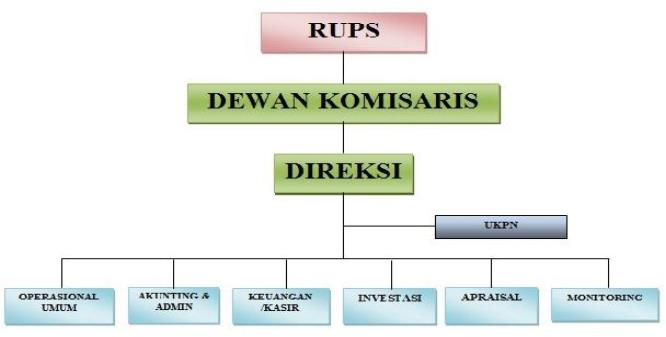 RUPS
DEWAN KOMISARIS
DIREKSI
UKPN
OPERASIONAL
UMUM
AKUNTING &
ADMIN
KEUANGAN
/KASIR
INVESTASI
APRAISAL
MONITORING